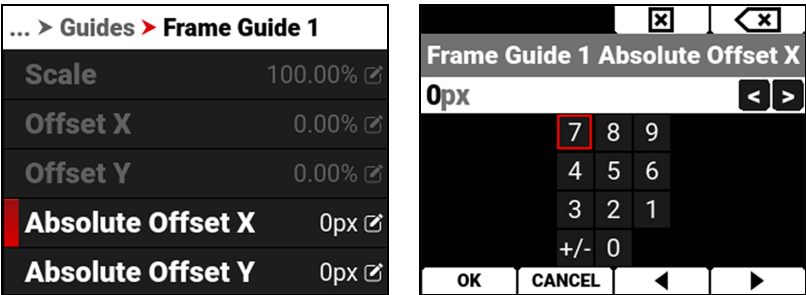 ... > Guides > Frame Guide 1
Scale 100.00%
Offset X 0.00%
Offset Y 0.00%
Absolute Offset X 0px
Absolute Offset Y 0px
Frame Guide 1 Absolute Offset X
0px < >
7 8 9
4 5 6
3 2 1
+/- 0
OK CANCEL ◀ ▶